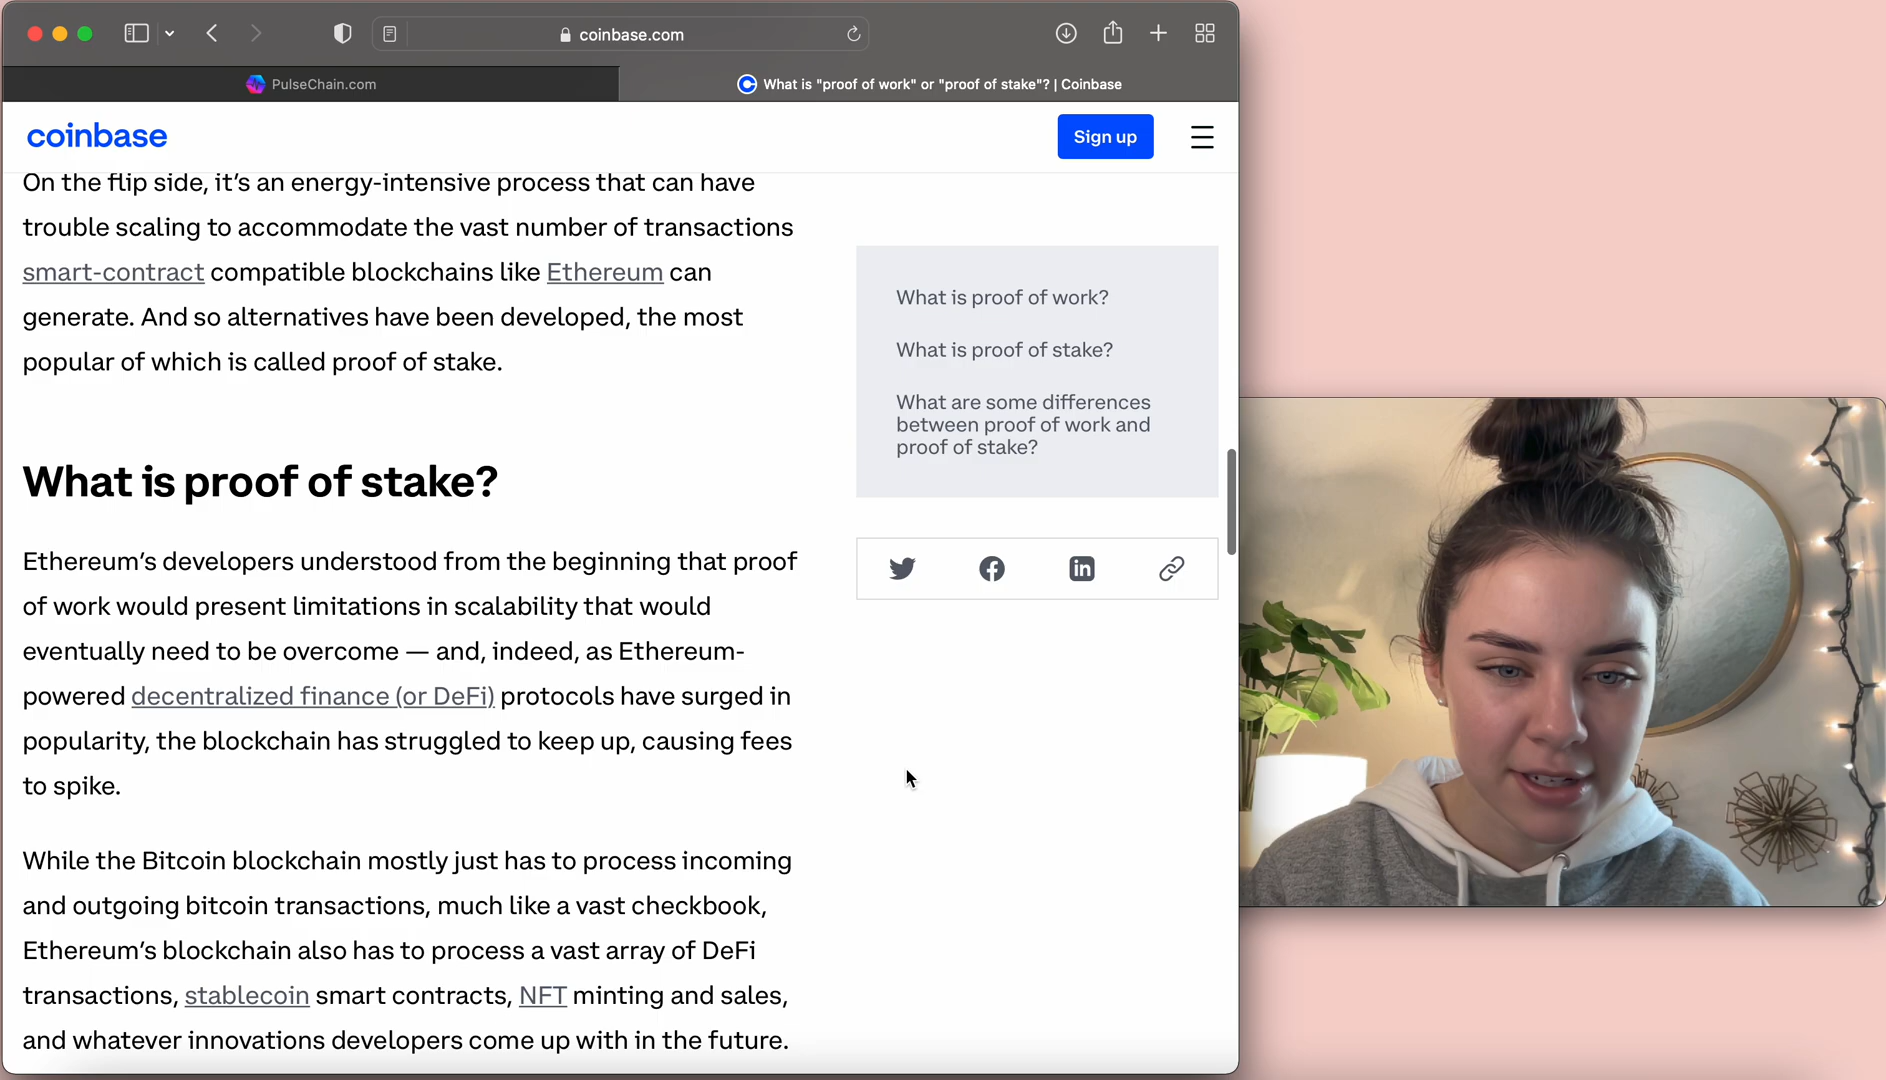 coinbase.com
PulseChain.com
What is "proof of work" or "proof of stake"? | Coinbase
coinbase
Sign up
On the flip side, it’s an energy-intensive process that can have
trouble scaling to accommodate the vast number of transactions
smart-contract compatible blockchains like Ethereum can
generate. And so alternatives have been developed, the most
popular of which is called proof of stake.
What is proof of stake?
Ethereum’s developers understood from the beginning that proof
of work would present limitations in scalability that would
eventually need to be overcome — and, indeed, as Ethereum-
powered decentralized finance (or DeFi) protocols have surged in
popularity, the blockchain has struggled to keep up, causing fees
to spike.
While the Bitcoin blockchain mostly just has to process incoming
and outgoing bitcoin transactions, much like a vast checkbook,
Ethereum’s blockchain also has to process a vast array of DeFi
transactions, stablecoin smart contracts, NFT minting and sales,
and whatever innovations developers come up with in the future.
What is proof of work?
What is proof of stake?
What are some differences
between proof of work and
proof of stake?
in